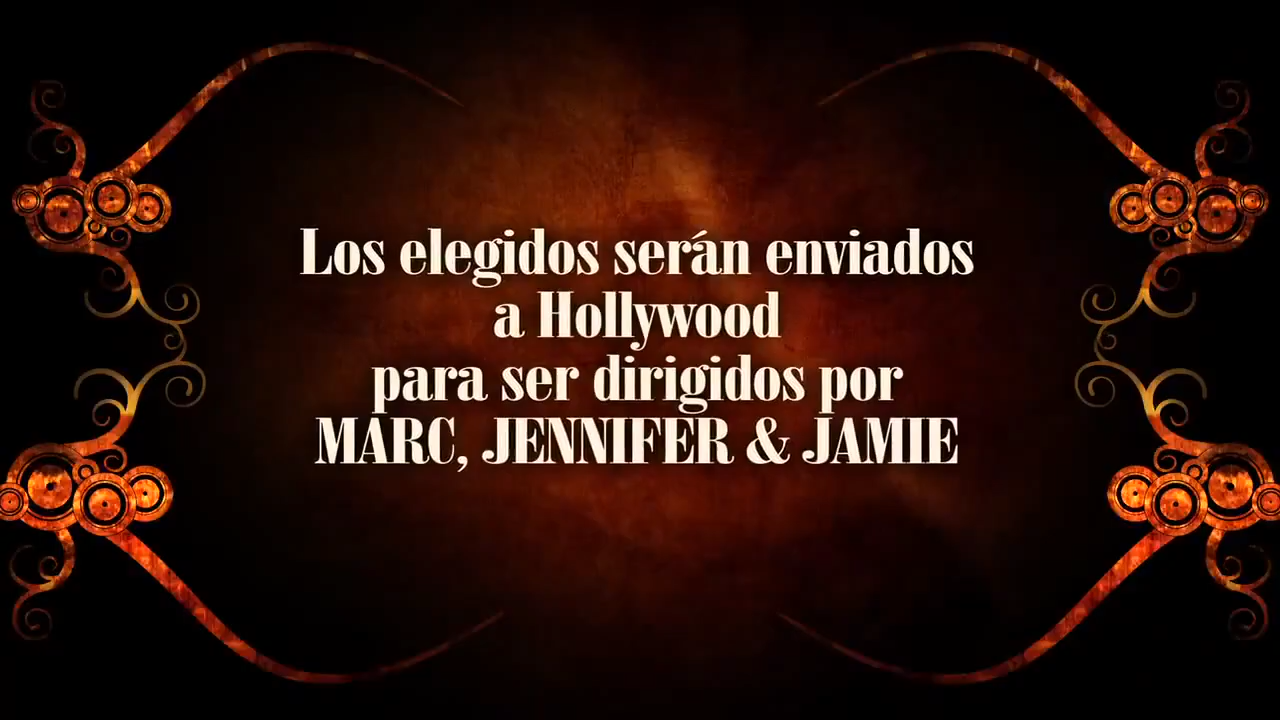 Los elegidos serán enviados
a Hollywood
para ser dirigidos por
MARC, JENNIFER & JAMIE